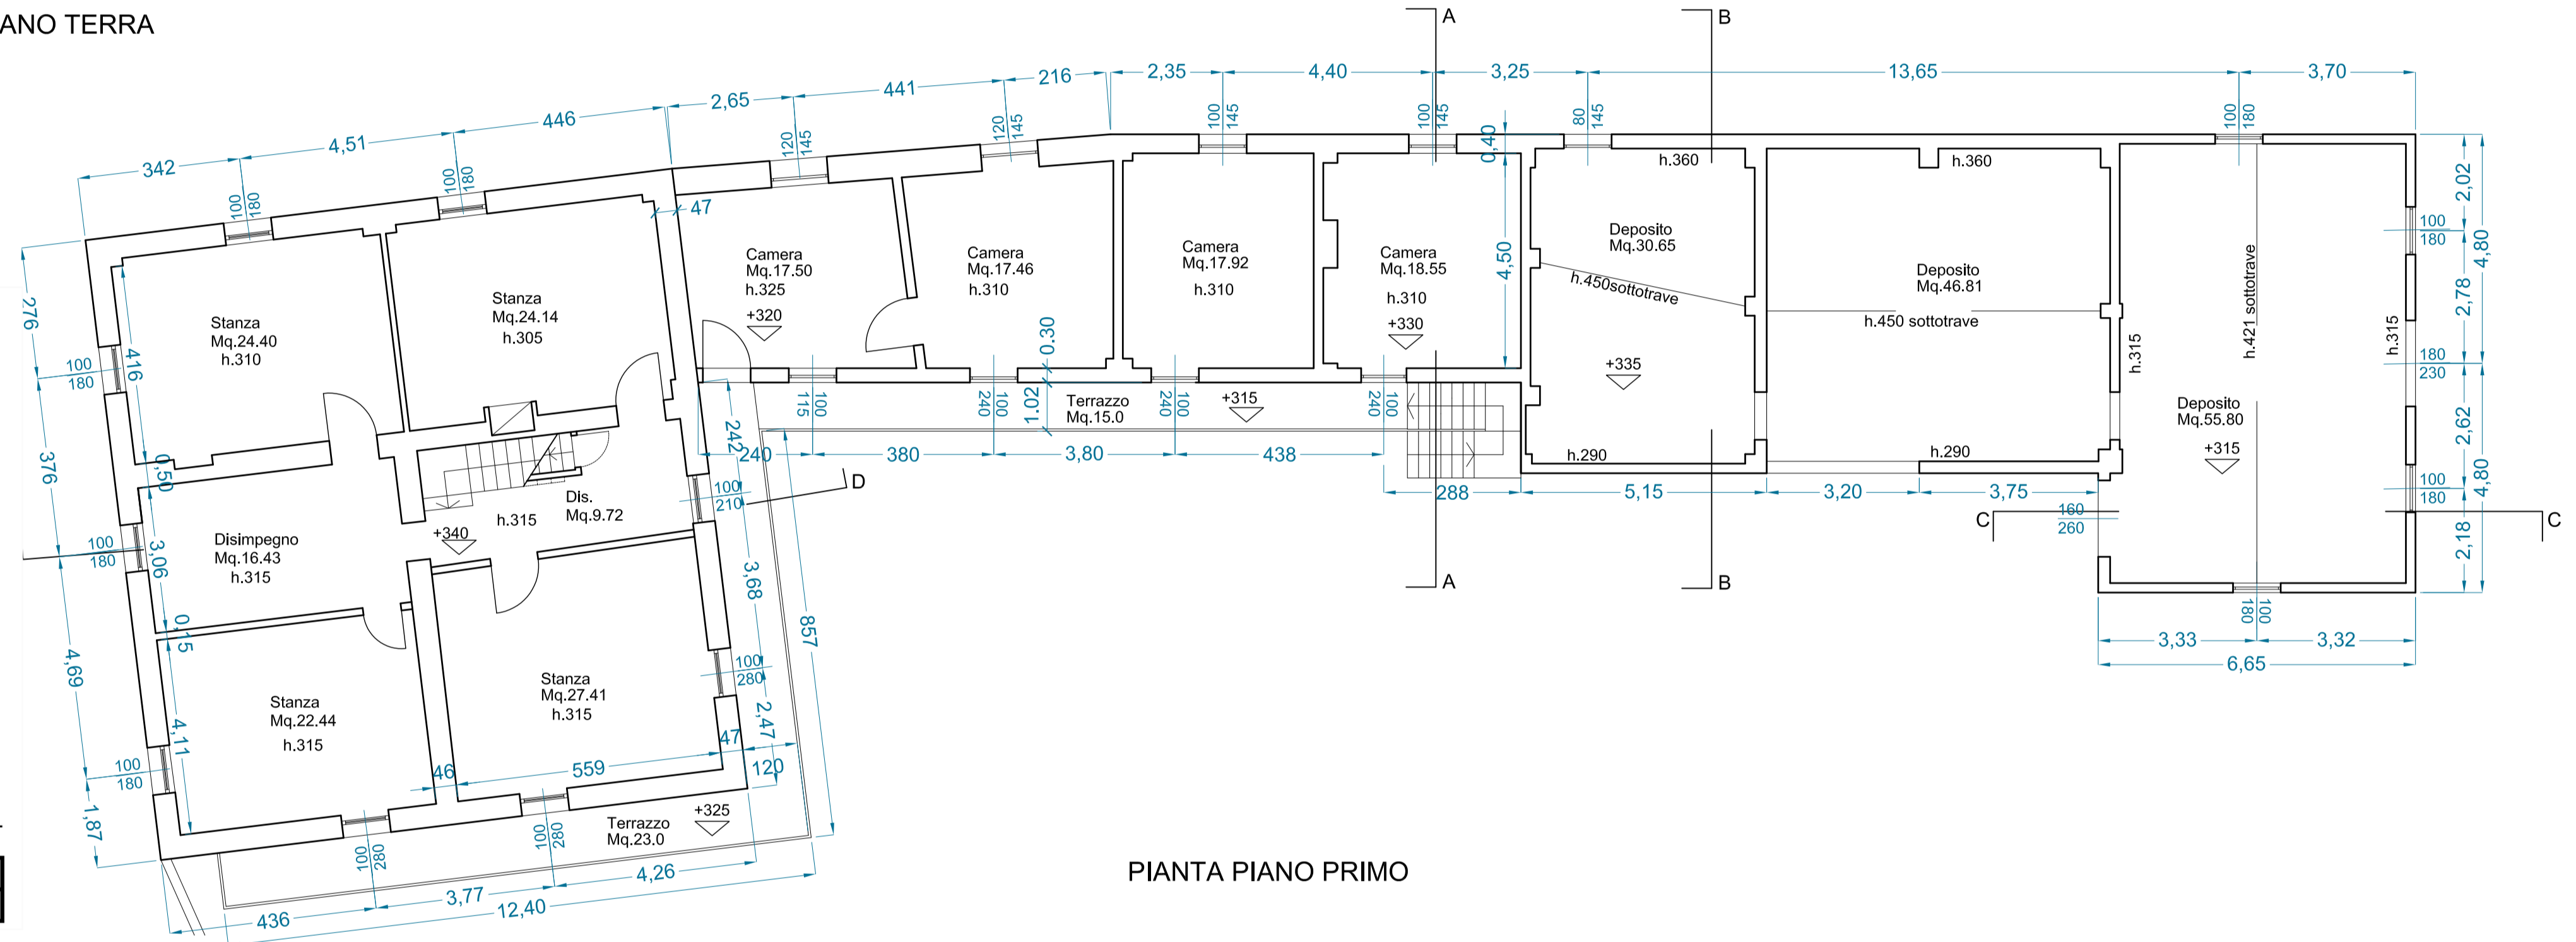 ANO TERRA
A
B
2,35
4,40
3,25
13,65
3,70
216
441
2,65
446
4,51
342
100
180
100
180
120
145
120
145
100
145
100
145
80
145
100
180
0,40
47
h.360
h.360
2,02
100
180
4,80
2,78
Camera
Mq.17.50
h.325
+320
Camera
Mq.17.46
h.310
Camera
Mq.17.92
h.310
Camera
Mq.18.55
h.310
+330
4,50
Deposito
Mq.30.65
h.450sottotrave
+335
Deposito
Mq.46.81
h.450 sottotrave
h.421 sottotrave
h.315
h.315
180
230
276
Stanza
Mq.24.40
h.310
Stanza
Mq.24.14
h.305
100
180
416
0.30
1.02
115
100
240
100
240
100
240
100
Terrazzo
Mq.15.0
+315
Deposito
Mq.55.80
+315
2,62
242
240
380
3,80
438
h.290
h.290
376
0,50
D
288
5,15
3,20
3,75
100
180
4,80
Dis.
Mq.9.72
h.315
100
210
C
160
260
C
+340
Disimpegno
Mq.16.43
h.315
100
180
3,06
2,18
3,68
A
B
0,15
857
180
100
3,33
3,32
6,65
4,69
Stanza
Mq.22.44
h.315
4,11
Stanza
Mq.27.41
h.315
100
280
2,47
47
100
180
46
559
120
1,87
+325
Terrazzo
Mq.23.0
100
280
100
280
PIANTA PIANO PRIMO
436
3,77
4,26
12,40